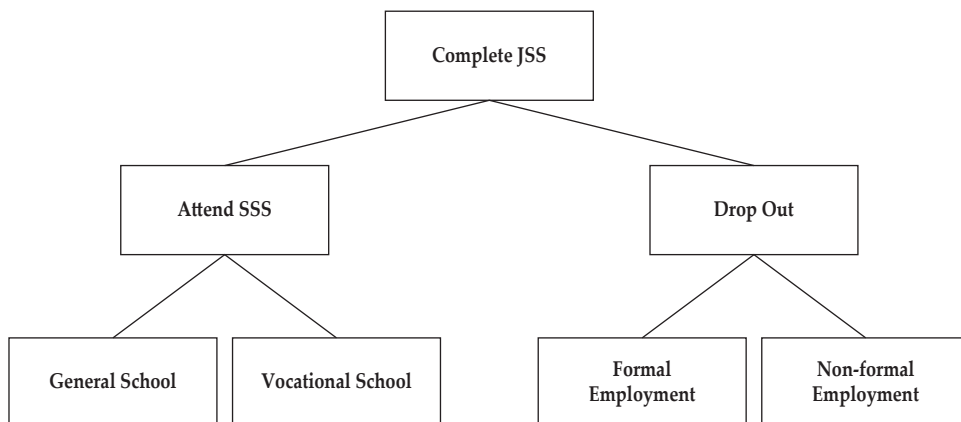 Complete JSS
Attend SSS
Drop Out
General School
Vocational School
Formal
Employment
Non-formal
Employment